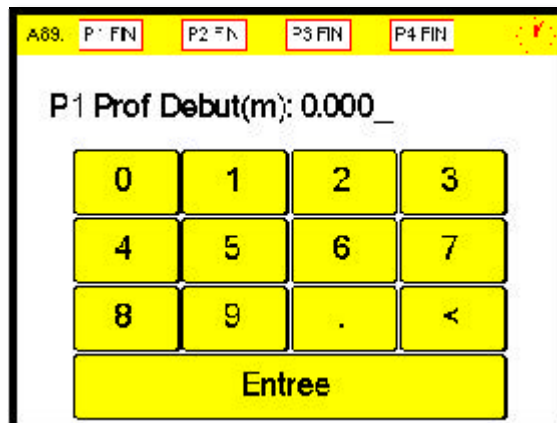 A89. P1 FIN P2 FIN P3 FIN P4 FIN
P1 Prof Debut(m): 0.000_
0 1 2 3
4 5 6 7
8 9 . <
Entree